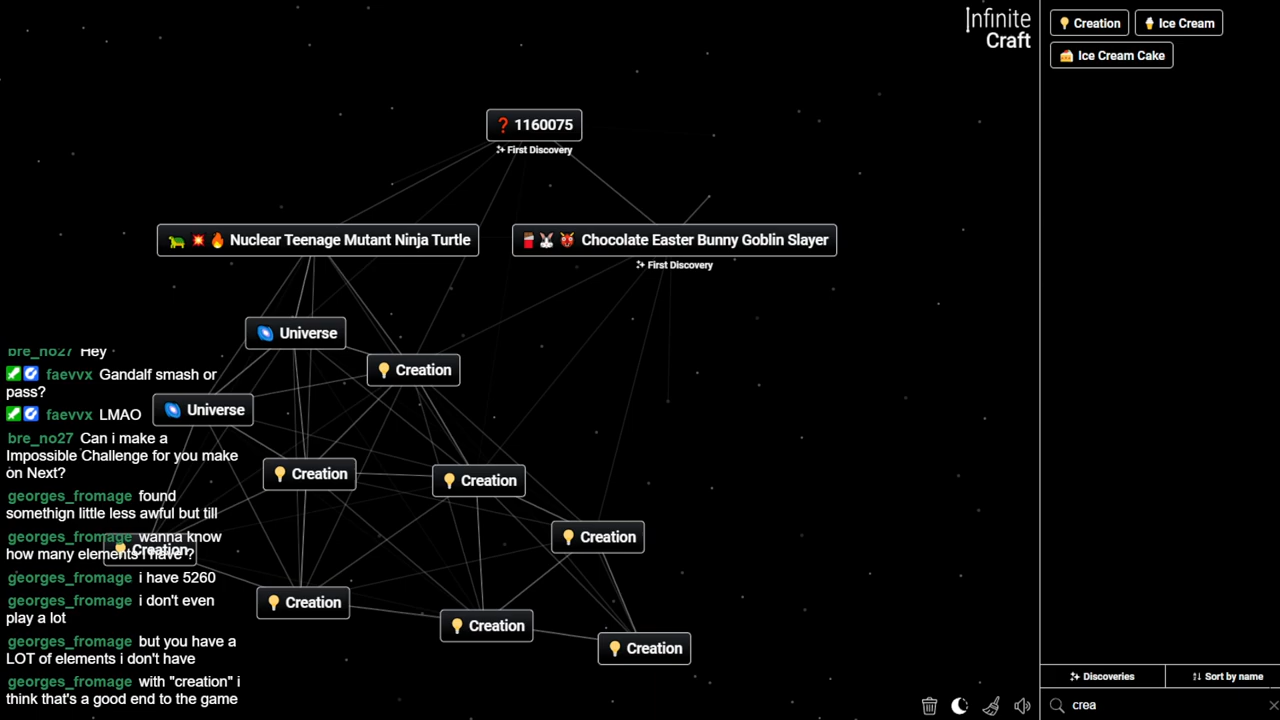 Infinite
Craft
Creation
Ice Cream
Ice Cream Cake
1160075
First Discovery
Nuclear Teenage Mutant Ninja Turtle
Chocolate Easter Bunny Goblin Slayer
First Discovery
Universe
Creation
Universe
Creation
Creation
Creation
Creation
Creation
Creation
Creation
bre_no27 Hey
faevvx Gandalf smash or
pass?
faevvx LMAO
bre_no27 Can i make a
Impossible Challenge for you make
on Next?
georges_fromage found
somethign little less awful but till
georges_fromage wanna know
how many elements i have ?
georges_fromage i have 5260
georges_fromage i don't even
play a lot
georges_fromage but you have a
LOT of elements i don't have
georges_fromage with "creation" i
think that's a good end to the game
Discoveries
Sort by name
crea